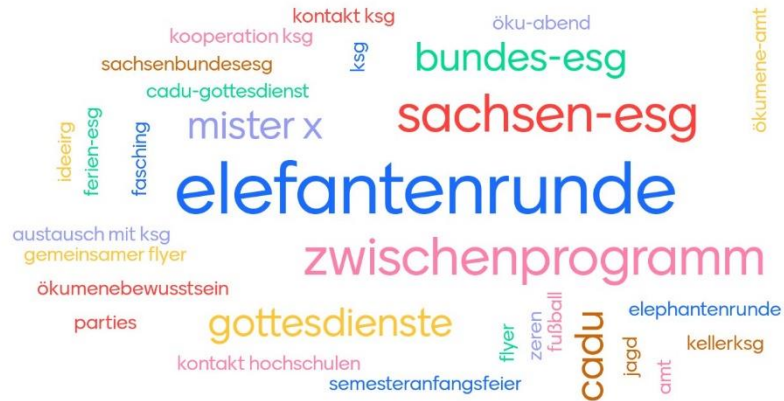 kontakt ksg
öku-abend
kooperation ksg
ksg
bundes-esg
ökumene-amt
sachsenbundesesg
cadu-gottesdienst
sachsen-esg
mister x
ideeirg
ferien-esg
fasching
elefantenrunde
austausch mit ksg
gemeinsamer flyer
zwischenprogramm
ökumenebewusstsein
parties
gottesdienste
flyer
zeren
fußball
cadu
elephantenrunde
jagd
kellerksg
amt
kontakt hochschulen
semesteranfangsfeier